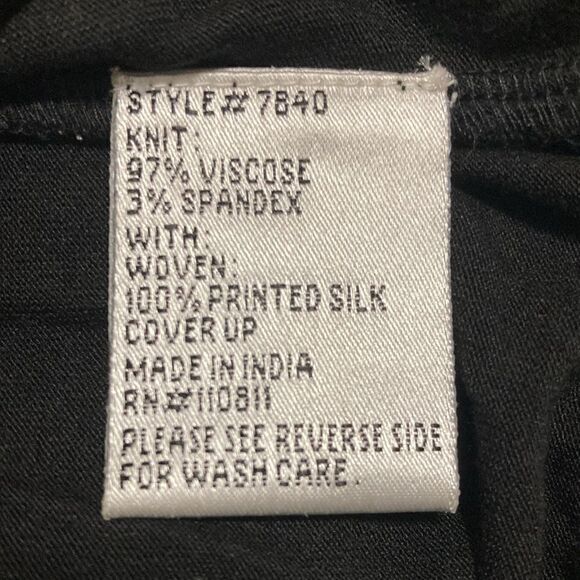 STYLE# 7840
KNIT:
97% VISCOSE
3% SPANDEX
WITH:
WOVEN:
100% PRINTED SILK
COVER UP
MADE IN INDIA
RN#110811
PLEASE SEE REVERSE SIDE
FOR WASH CARE.